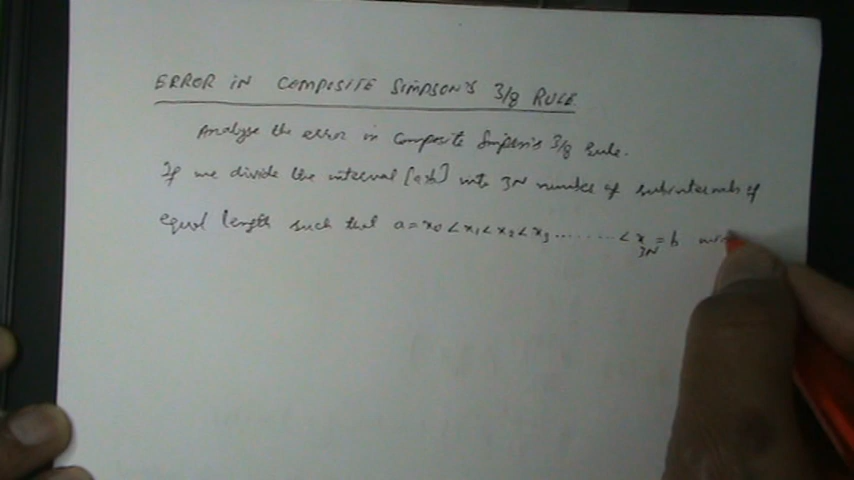 ERROR IN COMPOSITE SIMPSON'S 3/8 RULE
Analyse the error in Composite Simpson's 3/8 Rule.
If we divide the interval [a,b] into 3N number of subintervals of
equal length such that a = x₀ < x₁ < x₂ < x₃ ........ < x₃N = b